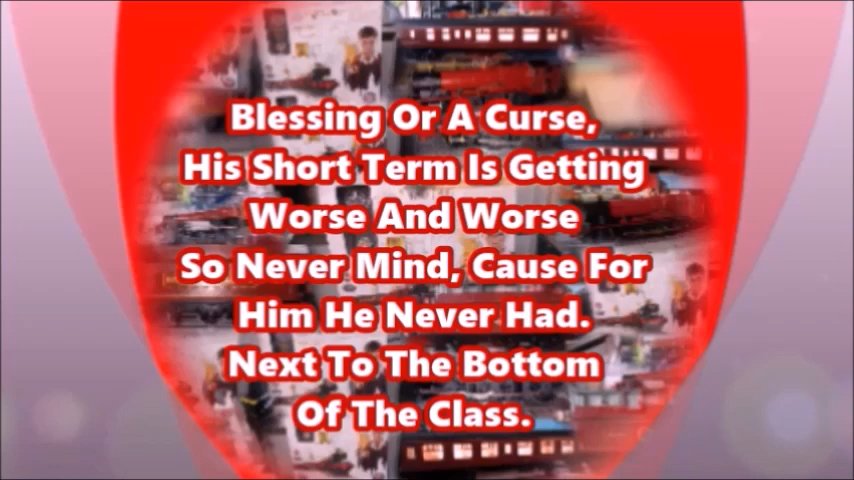 Blessing Or A Curse,
His Short Term Is Getting
Worse And Worse
So Never Mind, Cause For
Him He Never Had.
Next To The Bottom
Of The Class.